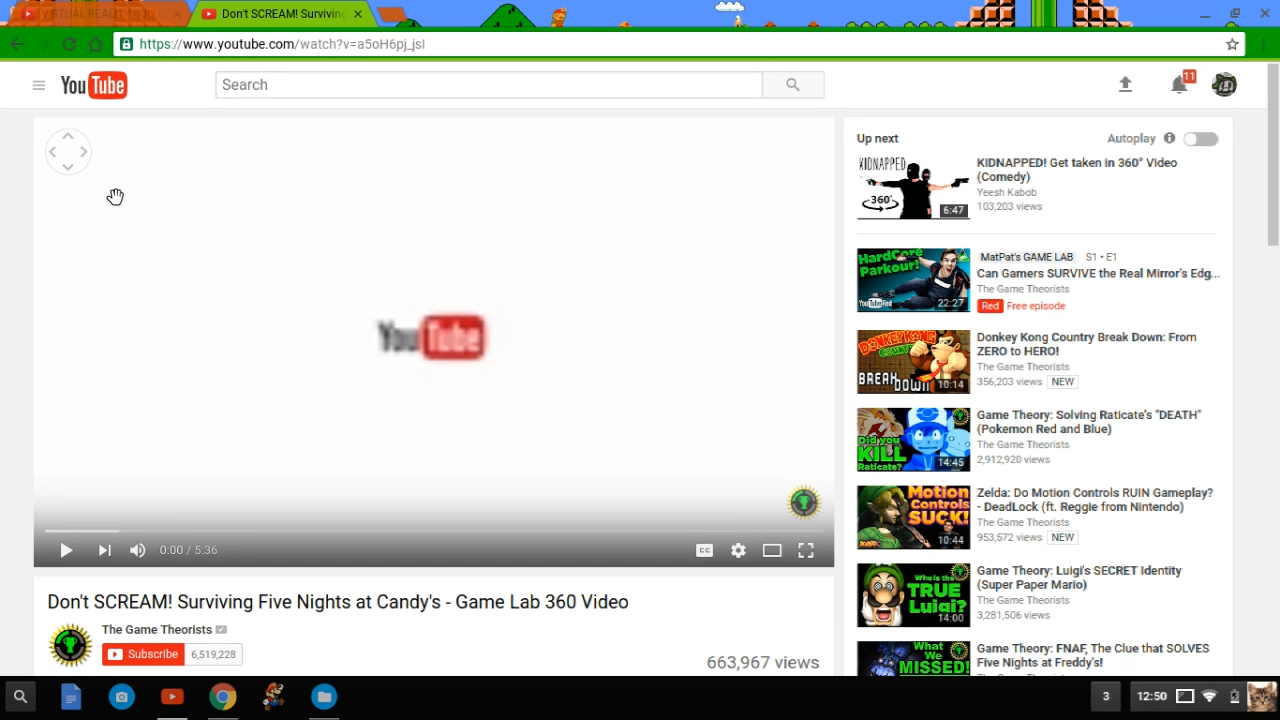 VIRTUAL REALITY
Don't SCREAM! Surviving
https://www.youtube.com/watch?v=a5oH6pj_jsI
YouTube
Search
11
Up next
Autoplay
KIDNAPPED
360°
6:47
KIDNAPPED! Get taken in 360° Video
(Comedy)
Yeesh Kabob
103,203 views
HardCore
Parkour!
YouTube Red
22:27
MatPat's GAME LAB S1 • E1
Can Gamers SURVIVE the Real Mirror's Edg...
The Game Theorists
Red Free episode
DONKEY KONG
COUNTRY
BREAK DOWN
10:14
Donkey Kong Country Break Down: From
ZERO to HERO!
The Game Theorists
356,203 views NEW
Did you
KILL
Raticate?
14:45
Game Theory: Solving Raticate's "DEATH"
(Pokemon Red and Blue)
The Game Theorists
2,912,920 views
Motion
Controls
SUCK!
10:44
Zelda: Do Motion Controls RUIN Gameplay?
- DeadLock (ft. Reggie from Nintendo)
The Game Theorists
953,572 views NEW
Who is the
TRUE
Luigi?
14:00
Game Theory: Luigi's SECRET Identity
(Super Paper Mario)
The Game Theorists
3,281,506 views
What
We
MISSED!
Game Theory: FNAF, The Clue that SOLVES
Five Nights at Freddy's!
YouTube
0:00 / 5:36
CC
Don't SCREAM! Surviving Five Nights at Candy's - Game Lab 360 Video
The Game Theorists
Subscribe 6,519,228
663,967 views
3
12:50